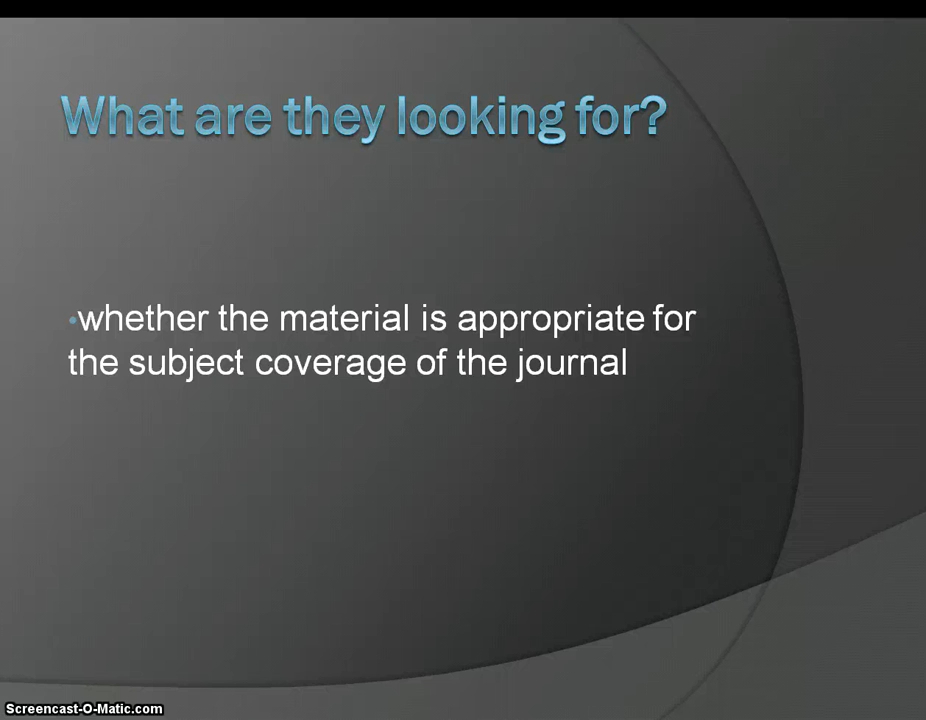 What are they looking for?
•whether the material is appropriate for
the subject coverage of the journal
Screencast-O-Matic.com